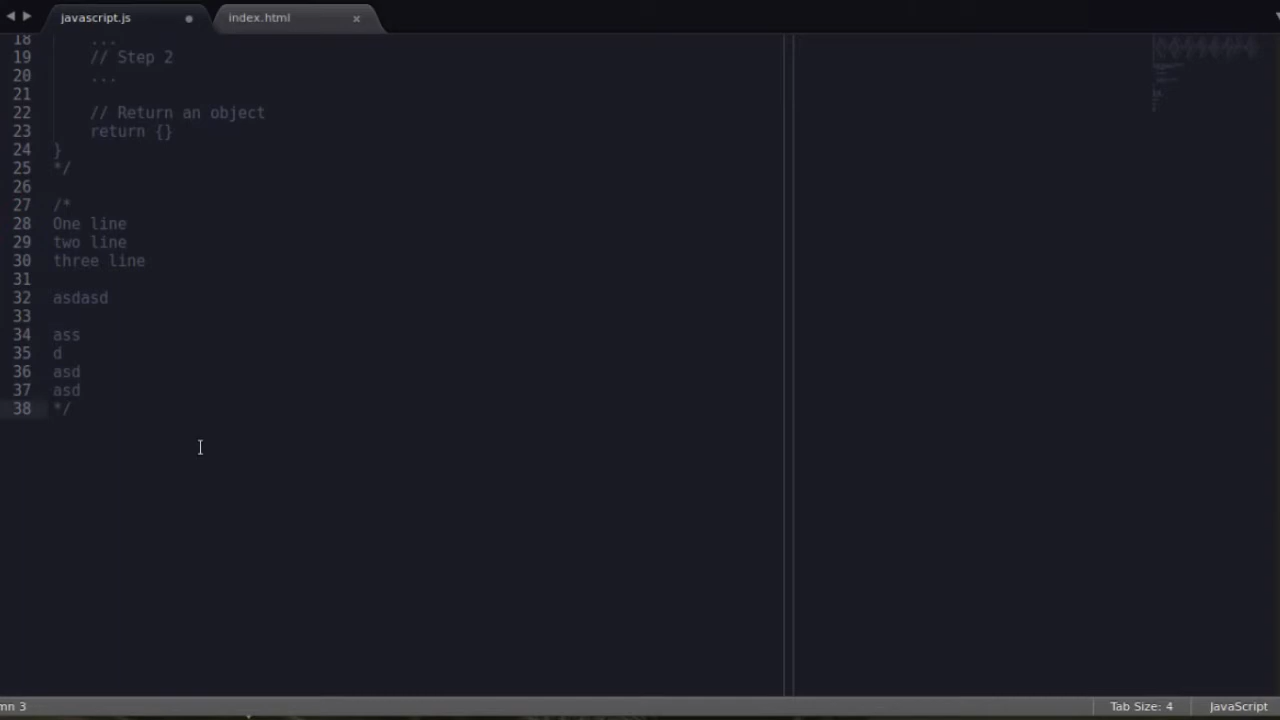 javascript.js
index.html ×
18 ...
19 // Step 2
20 ...
21
22 // Return an object
23 return {}
24 }
25 */
26
27 /*
28 One line
29 two line
30 three line
31
32 asdasd
33
34 ass
35 d
36 asd
37 asd
38 */
mn 3
Tab Size: 4
JavaScript